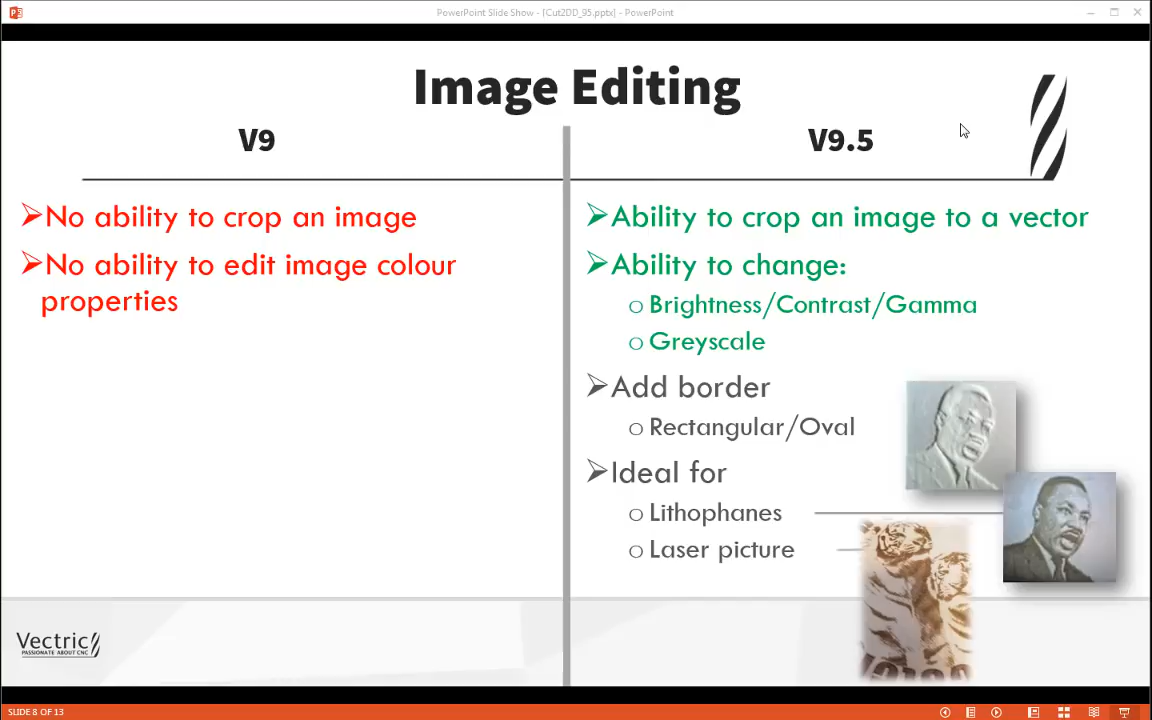 PowerPoint Slide Show - [Cut2DD_95.pptx] - PowerPoint
Image Editing
V9
No ability to crop an image
No ability to edit image colour
properties
V9.5
Ability to crop an image to a vector
Ability to change:
Brightness/Contrast/Gamma
Greyscale
Add border
Rectangular/Oval
Ideal for
Lithophanes
Laser picture
Vectric
PASSIONATE ABOUT CNC
SLIDE 8 OF 13